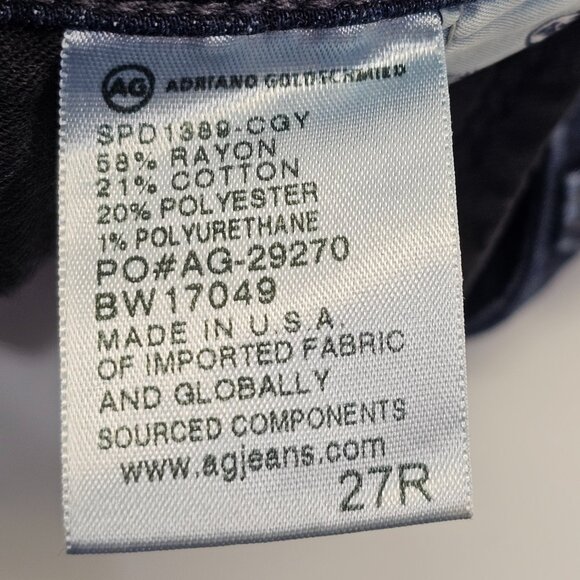 AG ADRIANO GOLDSCHMIED
SPD1389-CGY
58% RAYON
21% COTTON
20% POLYESTER
1% POLYURETHANE
PO#AG-29270
BW17049
MADE IN U.S.A.
OF IMPORTED FABRIC
AND GLOBALLY
SOURCED COMPONENTS
www.agjeans.com
27R